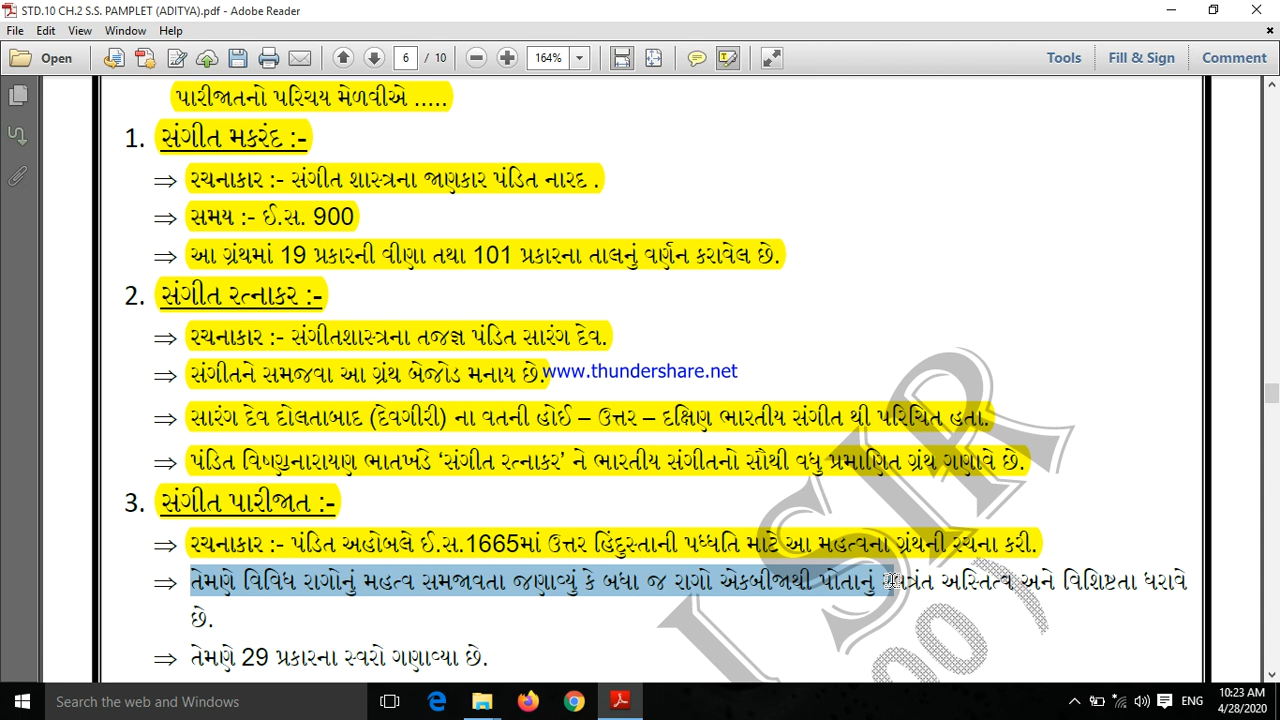 STD.10 CH.2 S.S. PAMPLET (ADITYA).pdf - Adobe Reader
File Edit View Window Help
Open 6 / 10 164% Tools Fill & Sign Comment
પારીજાતનો પરિચય મેળવીએ .....
1. સંગીત મકરંદ :-
⇒ રચનાકાર :- સંગીત શાસ્ત્રના જાણકાર પંડિત નારદ .
⇒ સમય :- ઈ.સ. 900
⇒ આ ગ્રંથમાં 19 પ્રકારની વીણા તથા 101 પ્રકારના તાલનું વર્ણન કરાવેલ છે.
2. સંગીત રત્નાકર :-
⇒ રચનાકાર :- સંગીતશાસ્ત્રના તજજ્ઞ પંડિત સારંગ દેવ.
⇒ સંગીતને સમજવા આ ગ્રંથ બેજોડ મનાય છે.
www.thundershare.net
⇒ સારંગ દેવ દોલતાબાદ (દેવગીરી) ના વતની હોઈ – ઉત્તર – દક્ષિણ ભારતીય સંગીત થી પરિચિત હતા.
⇒ પંડિત વિષ્ણુનારાયણ ભાતખંડે ‘સંગીત રત્નાકર’ ને ભારતીય સંગીતનો સૌથી વધુ પ્રમાણિત ગ્રંથ ગણાવે છે.
3. સંગીત પારીજાત :-
⇒ રચનાકાર :- પંડિત અહોબલે ઈ.સ.1665માં ઉત્તર હિંદુસ્તાની પધ્ધતિ માટે આ મહત્વના ગ્રંથની રચના કરી.
⇒ તેમણે વિવિધ રાગોનું મહત્વ સમજાવતા જણાવ્યું કે બધા જ રાગો એકબીજાથી પોતાનું અસ્તિત્વ અને વિશિષ્ટતા ધરાવે
છે.
⇒ તેમણે 29 પ્રકારના સ્વરો ગણાવ્યા છે.
SIR
Search the web and Windows
ENG
10:23 AM
4/28/2020